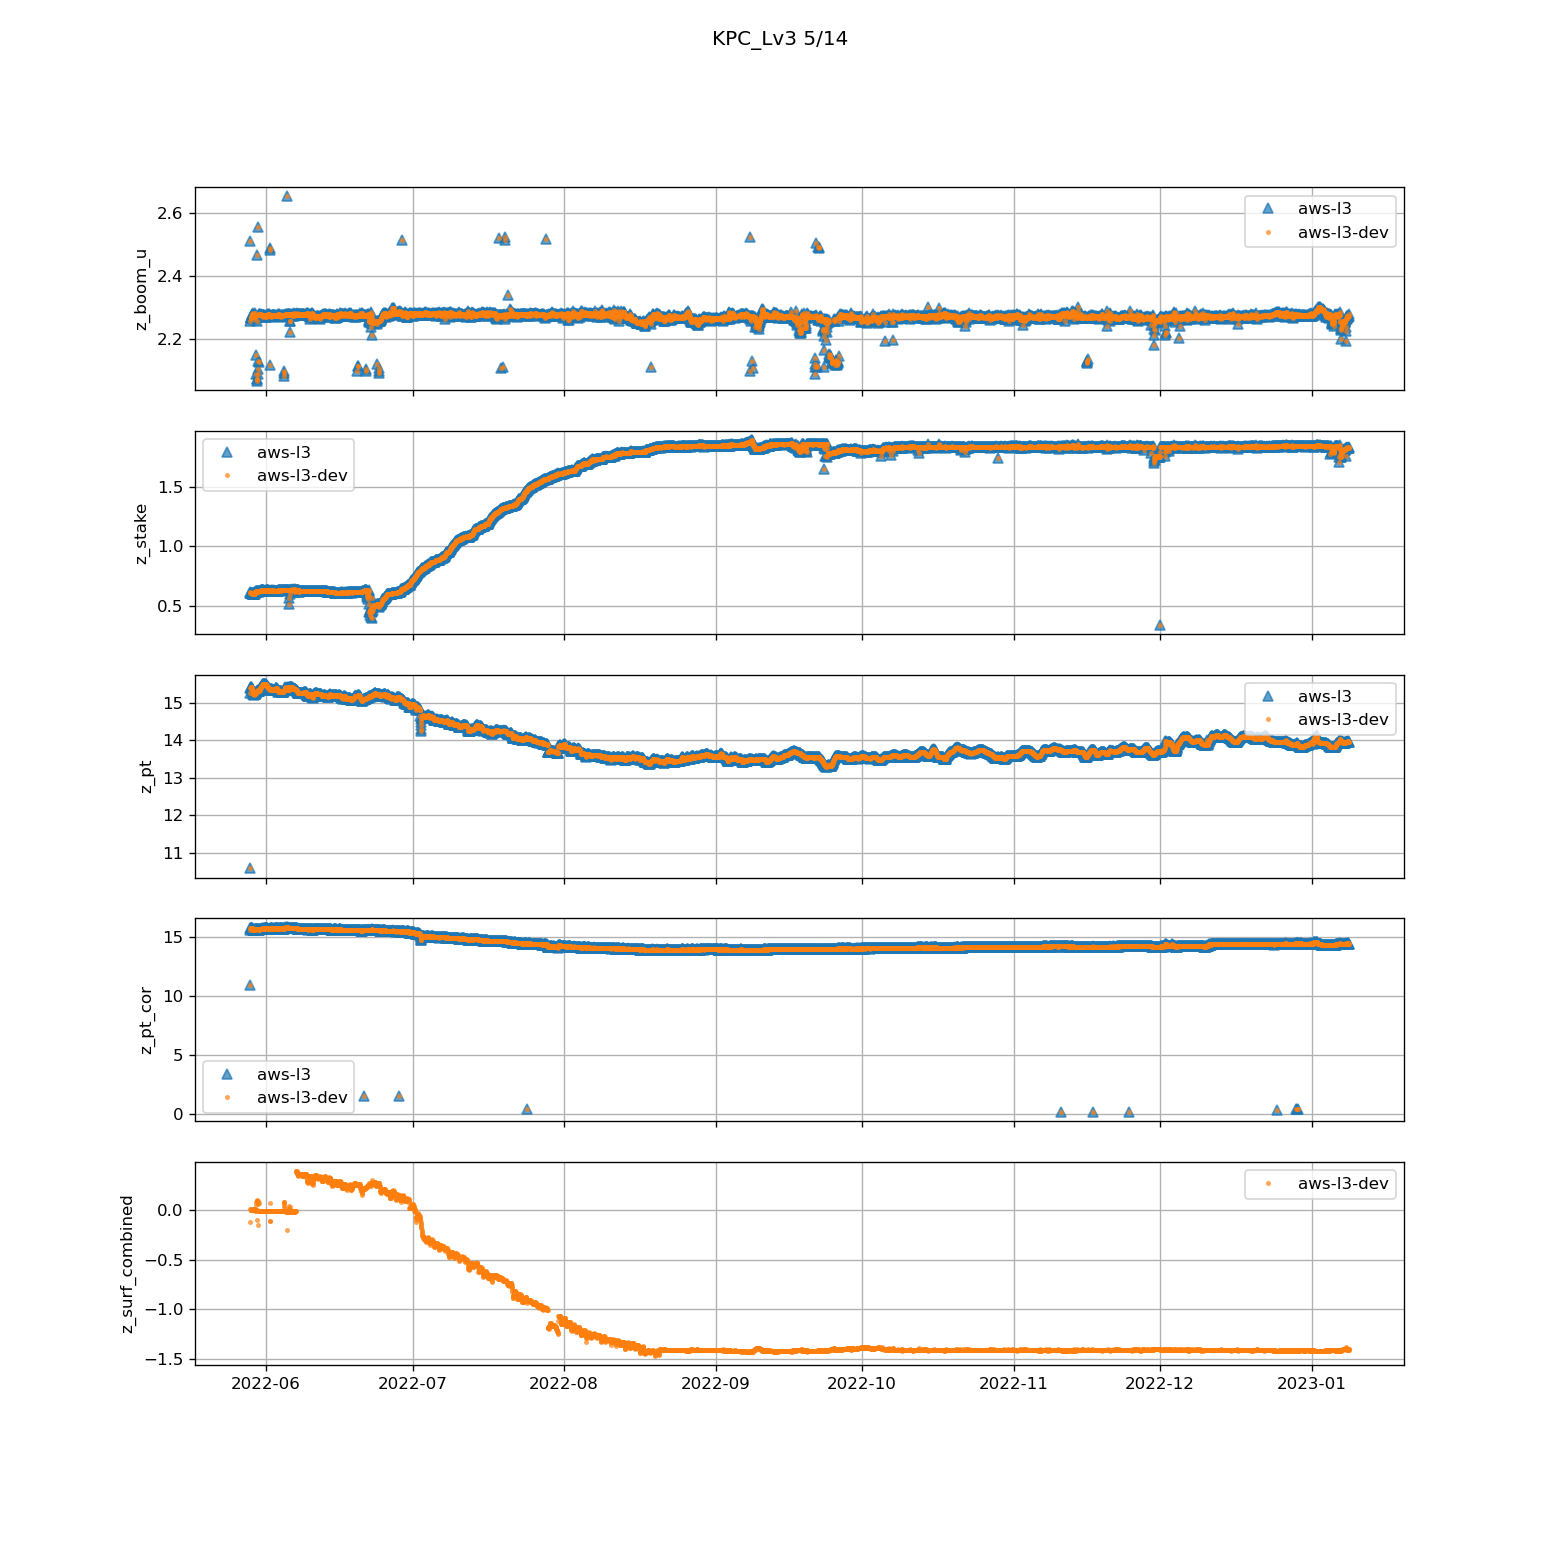 KPC_Lv3 5/14
z_boom_u
2.6
2.4
2.2
aws-l3
aws-l3-dev
z_stake
1.5
1.0
0.5
aws-l3
aws-l3-dev
z_pt
15
14
13
12
11
aws-l3
aws-l3-dev
z_pt_cor
15
10
5
0
aws-l3
aws-l3-dev
z_surf_combined
0.0
−0.5
−1.0
−1.5
aws-l3-dev
2022-06 2022-07 2022-08 2022-09 2022-10 2022-11 2022-12 2023-01